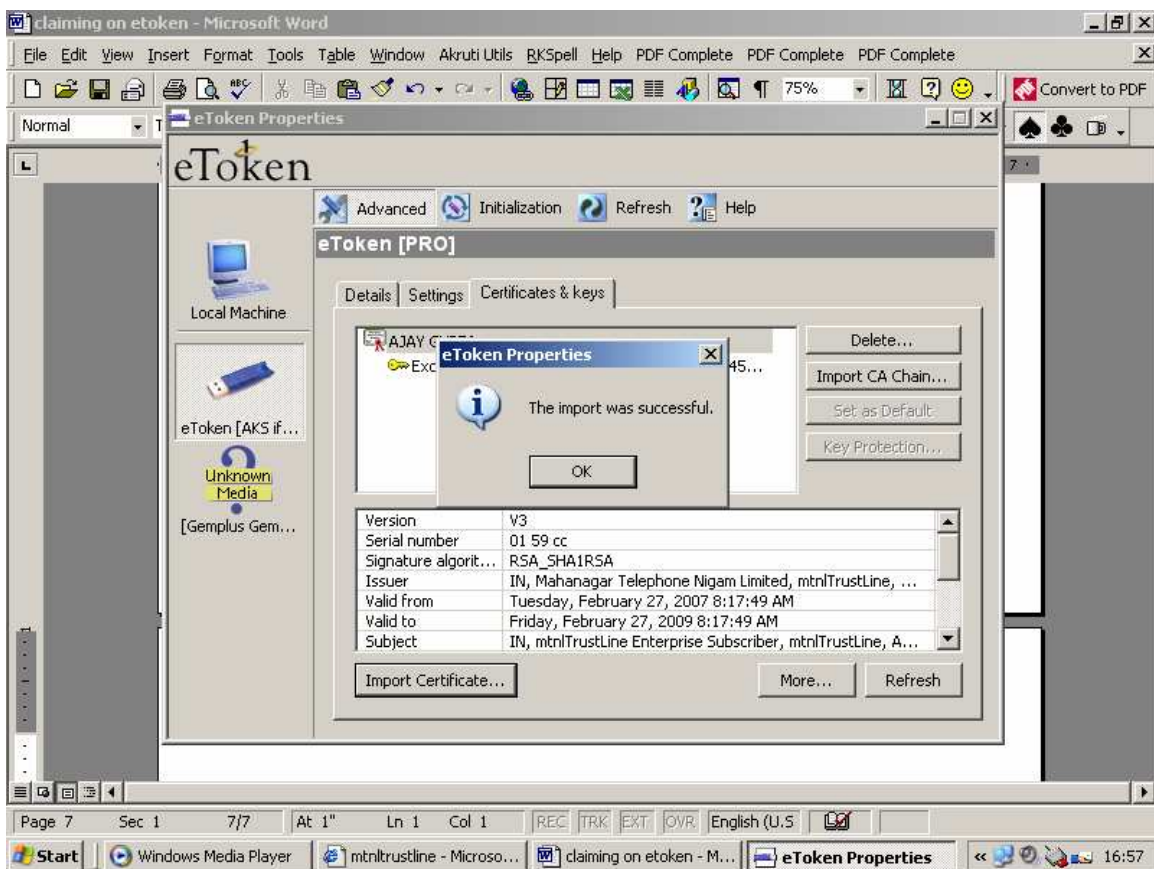 claiming on etoken - Microsoft Word
File Edit View Insert Format Tools Table Window Akruti Utils RKSpell Help PDF Complete PDF Complete PDF Complete
75% Convert to PDF
Normal
eToken Properties
eToken
Advanced Initialization Refresh Help
eToken [PRO]
Local Machine
eToken [AKS if...
Unknown
Media
[Gemplus Gem...
Details Settings Certificates & keys
AJAY
Exc 45...
Delete...
Import CA Chain...
Set as Default
Key Protection...
eToken Properties
The import was successful.
OK
Version V3
Serial number 01 59 cc
Signature algorit... RSA_SHA1RSA
Issuer IN, Mahanagar Telephone Nigam Limited, mtnlTrustLine, ...
Valid from Tuesday, February 27, 2007 8:17:49 AM
Valid to Friday, February 27, 2009 8:17:49 AM
Subject IN, mtnlTrustLine Enterprise Subscriber, mtnlTrustLine, A...
Import Certificate... More... Refresh
Page 7 Sec 1 7/7 At 1" Ln 1 Col 1 REC TRK EXT OVR English (U.S
Start Windows Media Player mtnltrustline - Microso... claiming on etoken - M... eToken Properties 16:57